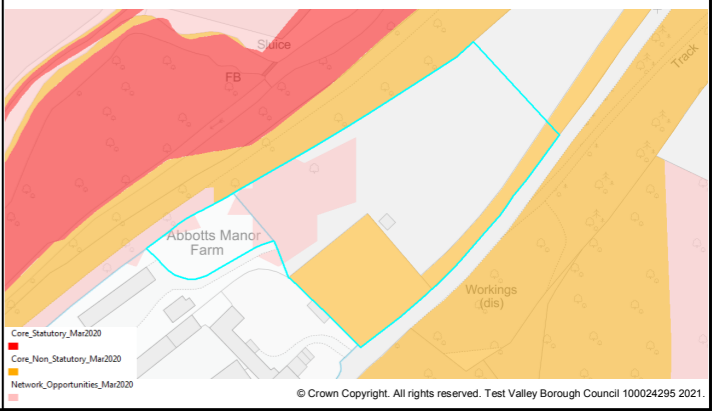 Sluice
FB
Track
Abbotts Manor
Farm
Workings
(dis)
Core_Statutory_Mar2020
Core_Non_Statutory_Mar2020
Network_Opportunities_Mar2020
© Crown Copyright. All rights reserved. Test Valley Borough Council 100024295 2021.